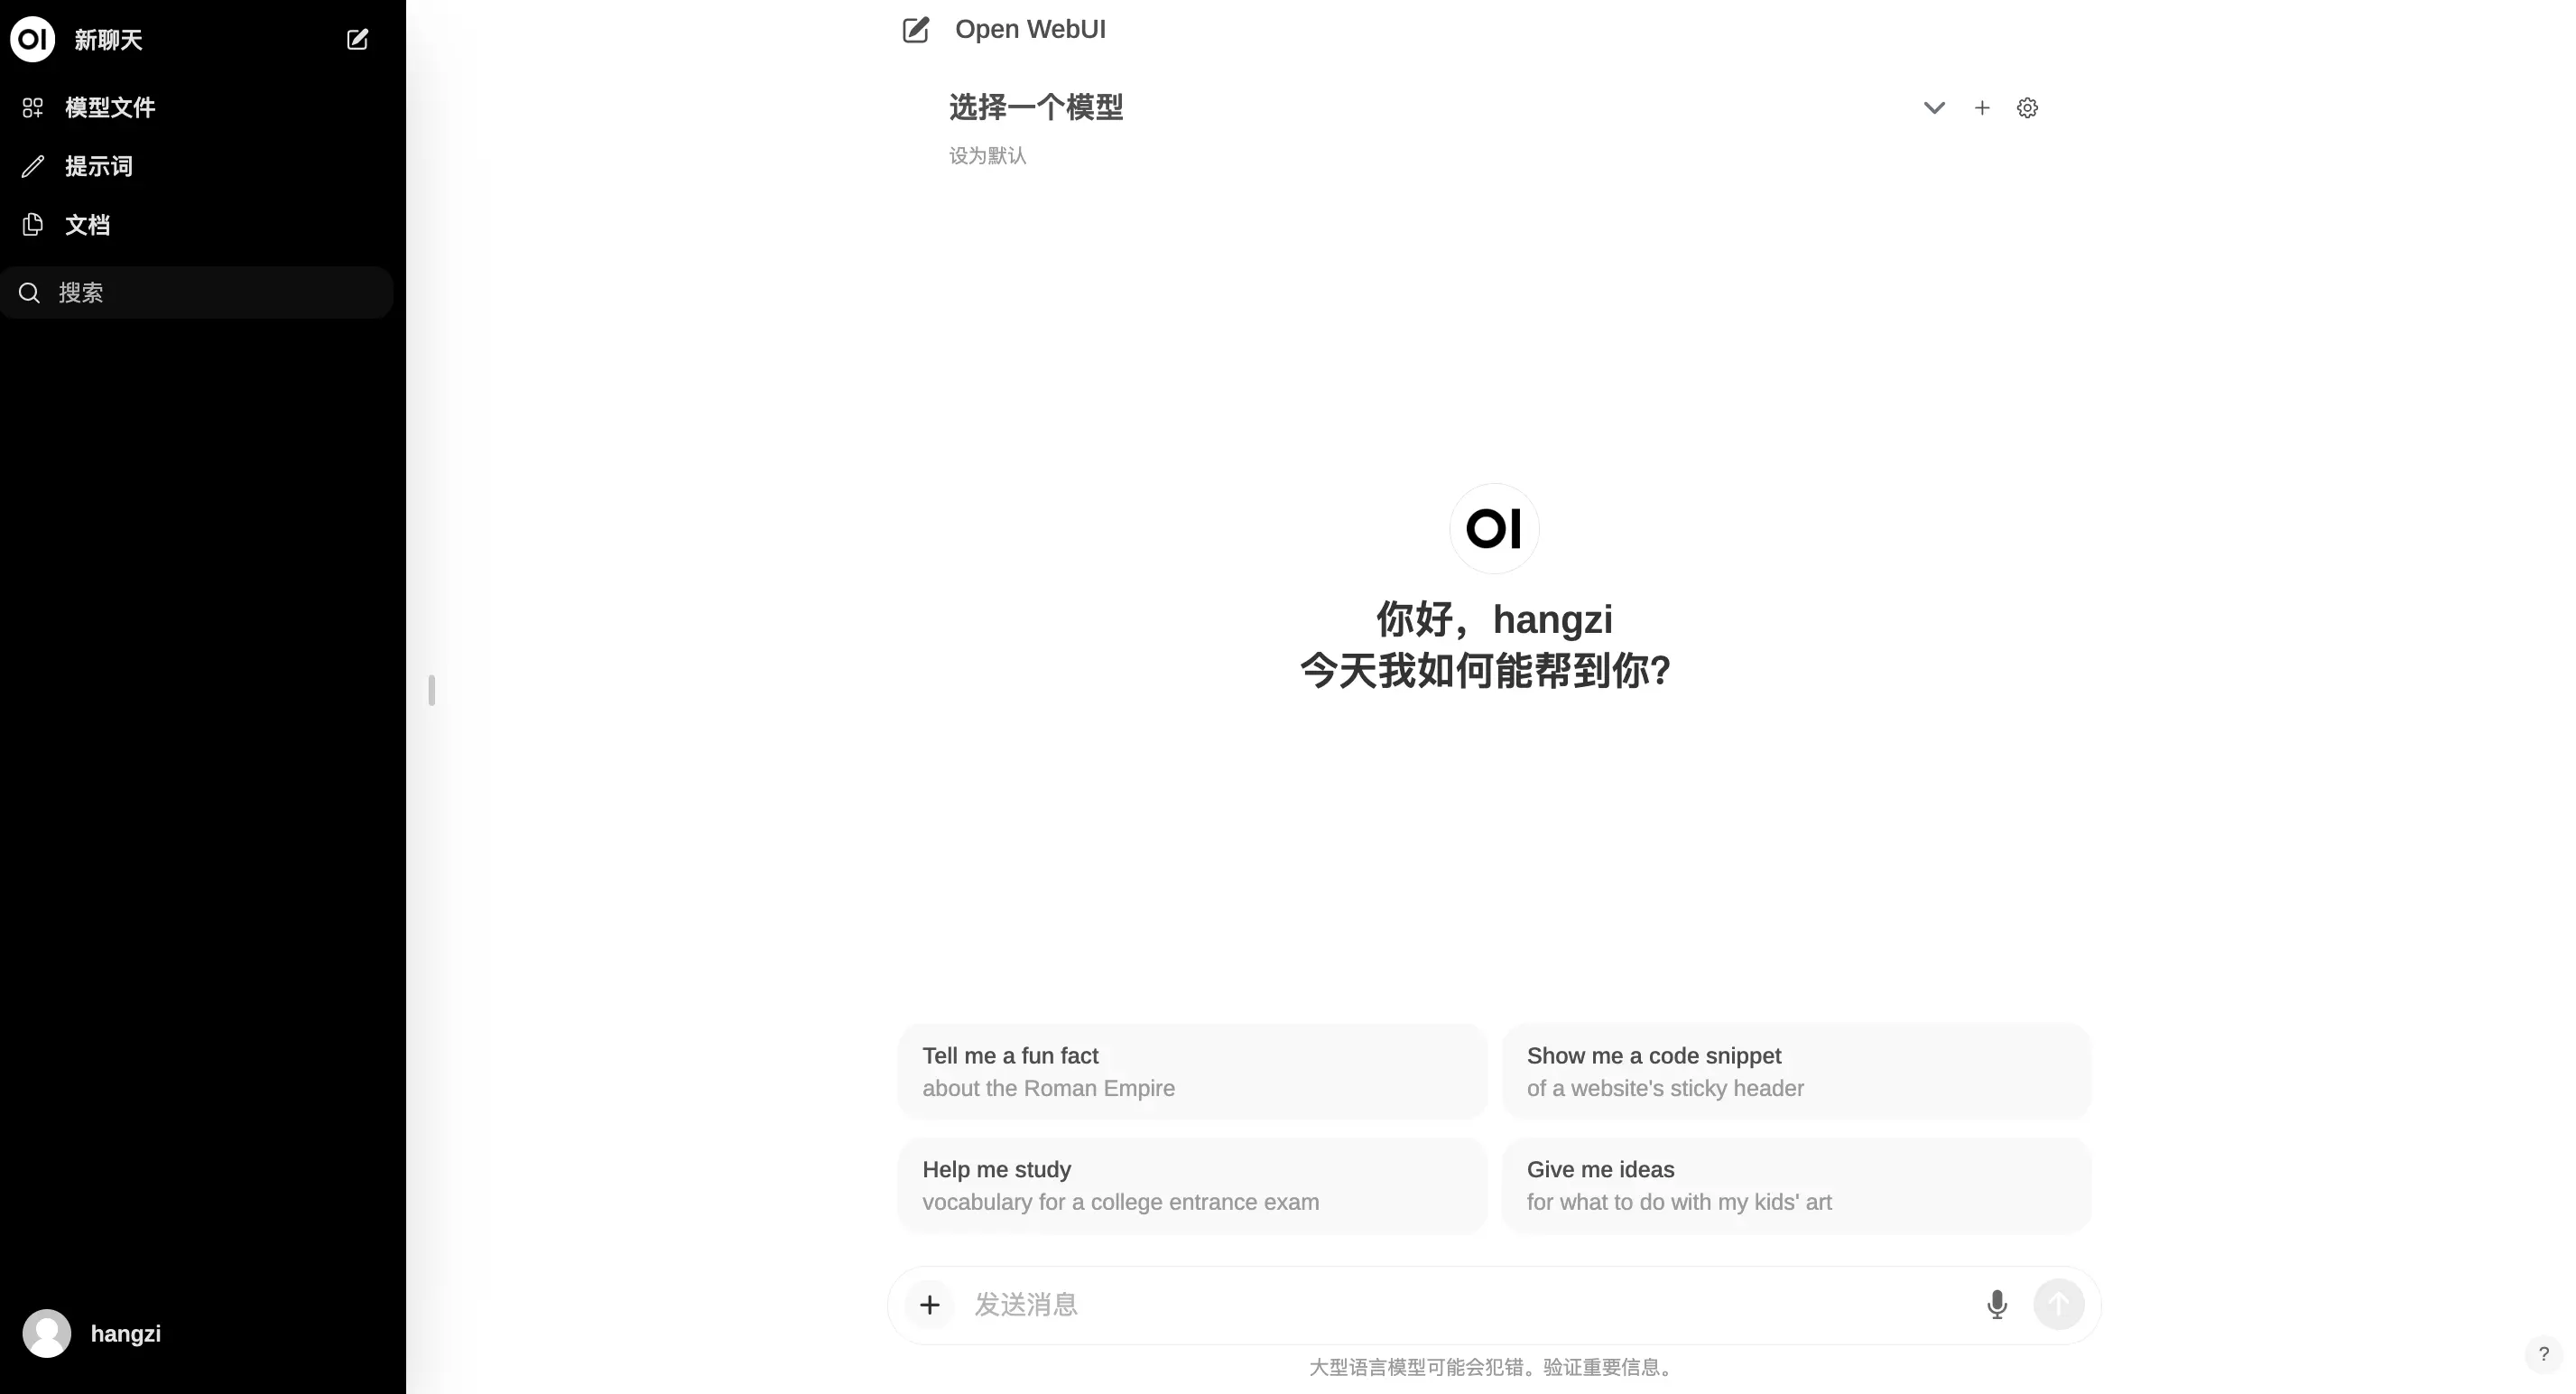 OI 新聊天
模型文件
提示词
文档
搜索
hangzi
Open WebUI
选择一个模型
设为默认
OI
你好，hangzi
今天我如何能帮到你?
Tell me a fun fact
about the Roman Empire
Show me a code snippet
of a website's sticky header
Help me study
vocabulary for a college entrance exam
Give me ideas
for what to do with my kids' art
发送消息
大型语言模型可能会犯错。验证重要信息。
?